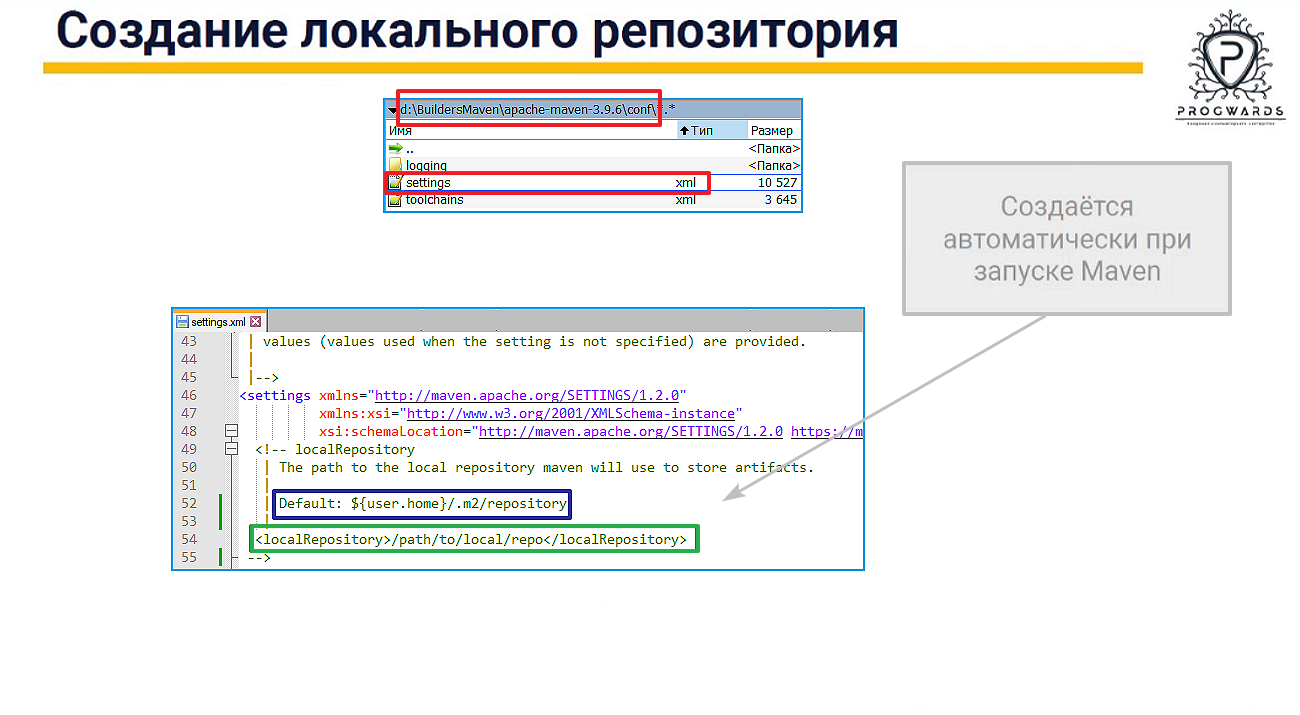 Создание локального репозитория
PROGWARDS
d:\BuildersMaven\apache-maven-3.9.6\conf\*.*
Имя Тип Размер
.. <Папка>
logging <Папка>
settings xml 10 527
toolchains xml 3 645
Создаётся
автоматически при
запуске Maven
settings.xml
43 | values (values used when the setting is not specified) are provided.
44 |
45 |-->
46 <settings xmlns="http://maven.apache.org/SETTINGS/1.2.0"
47 xmlns:xsi="http://www.w3.org/2001/XMLSchema-instance"
48 xsi:schemaLocation="http://maven.apache.org/SETTINGS/1.2.0 https://m
49 <!-- localRepository
50 | The path to the local repository maven will use to store artifacts.
51 |
52 | Default: ${user.home}/.m2/repository
53 |
54 <localRepository>/path/to/local/repo</localRepository>
55 -->